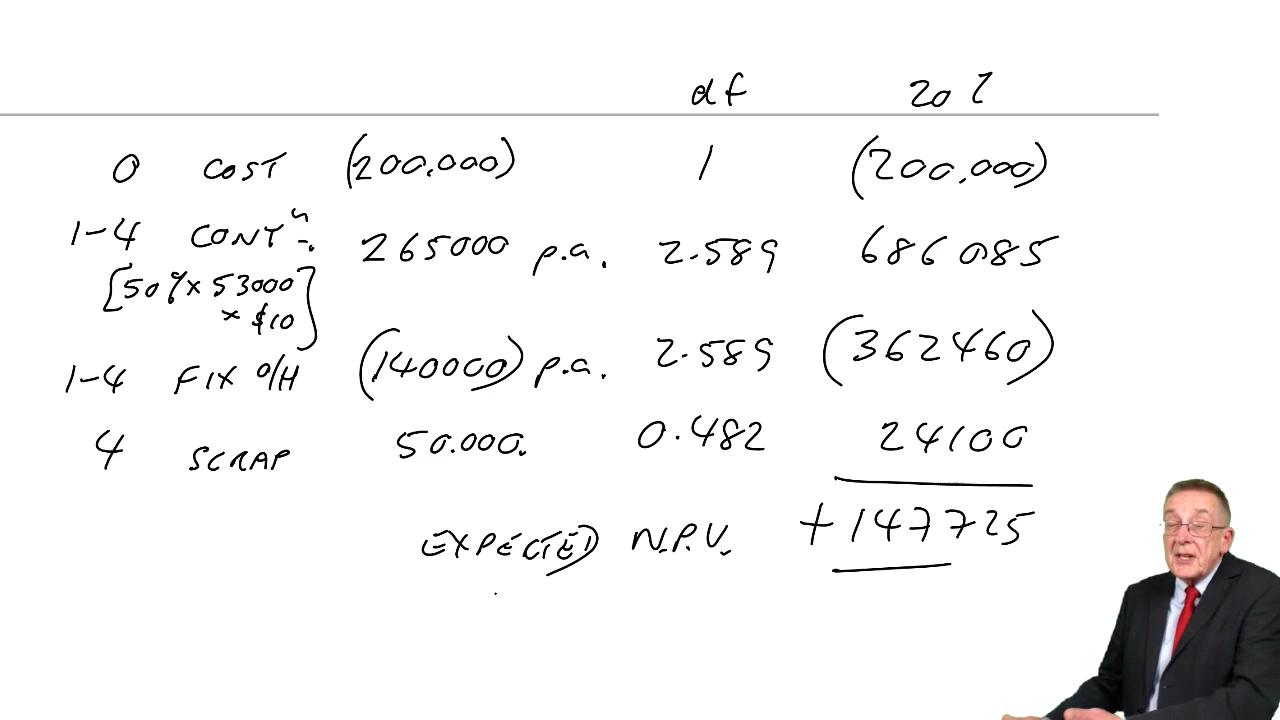 df 20%
0 COST (200,000) 1 (200,000)
1-4 CONTⁿ. 265000 p.a. 2.589 686085
[50% x 53000
x $10]
1-4 FIX O/H (140000) p.a. 2.589 (362460)
4 SCRAP 50.000. 0.482 24100
EXPECTED N.P.V. +147725